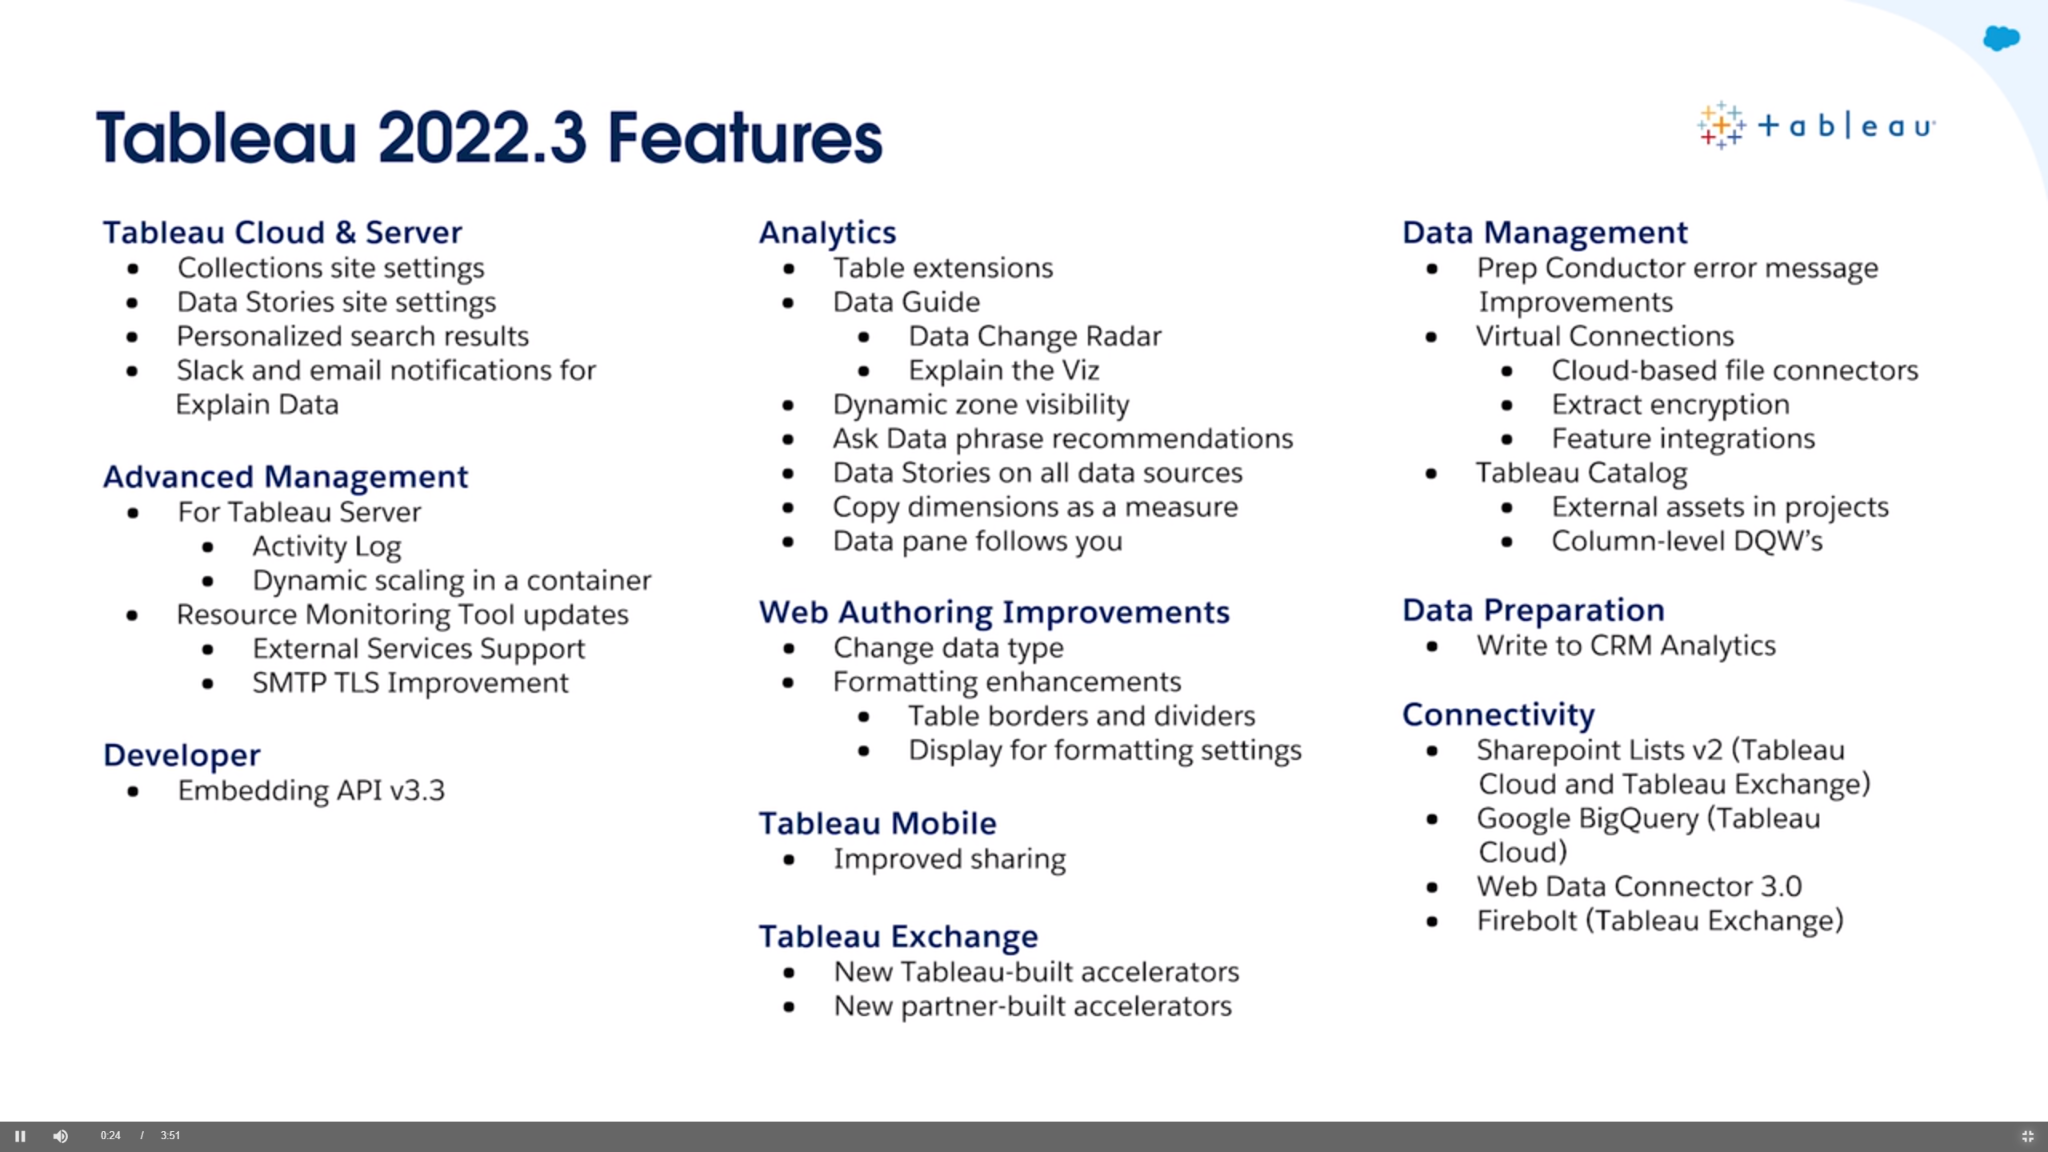 Tableau 2022.3 Features
+ableau
Tableau Cloud & Server
• Collections site settings
• Data Stories site settings
• Personalized search results
• Slack and email notifications for
Explain Data
Advanced Management
• For Tableau Server
• Activity Log
• Dynamic scaling in a container
• Resource Monitoring Tool updates
• External Services Support
• SMTP TLS Improvement
Developer
• Embedding API v3.3
Analytics
• Table extensions
• Data Guide
• Data Change Radar
• Explain the Viz
• Dynamic zone visibility
• Ask Data phrase recommendations
• Data Stories on all data sources
• Copy dimensions as a measure
• Data pane follows you
Web Authoring Improvements
• Change data type
• Formatting enhancements
• Table borders and dividers
• Display for formatting settings
Tableau Mobile
• Improved sharing
Tableau Exchange
• New Tableau-built accelerators
• New partner-built accelerators
Data Management
• Prep Conductor error message
Improvements
• Virtual Connections
• Cloud-based file connectors
• Extract encryption
• Feature integrations
• Tableau Catalog
• External assets in projects
• Column-level DQW’s
Data Preparation
• Write to CRM Analytics
Connectivity
• Sharepoint Lists v2 (Tableau
Cloud and Tableau Exchange)
• Google BigQuery (Tableau
Cloud)
• Web Data Connector 3.0
• Firebolt (Tableau Exchange)
0:24 / 3:51